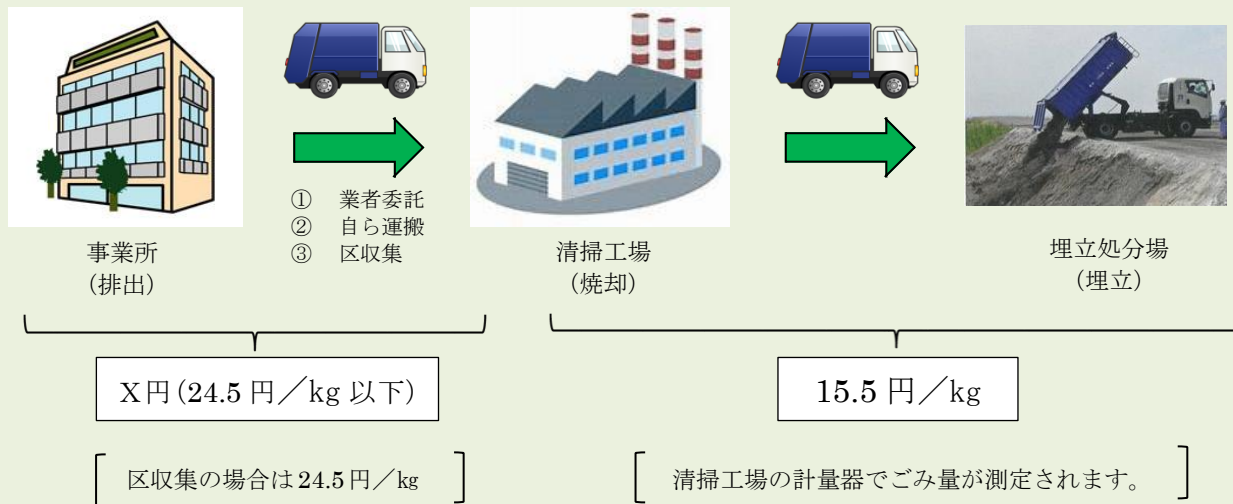 ① 業者委託
② 自ら運搬
③ 区収集
事業所
(排出)
清掃工場
(焼却)
埋立処分場
(埋立)
X円(24.5円／kg以下)
15.5円／kg
区収集の場合は24.5円／kg
清掃工場の計量器でごみ量が測定されます。